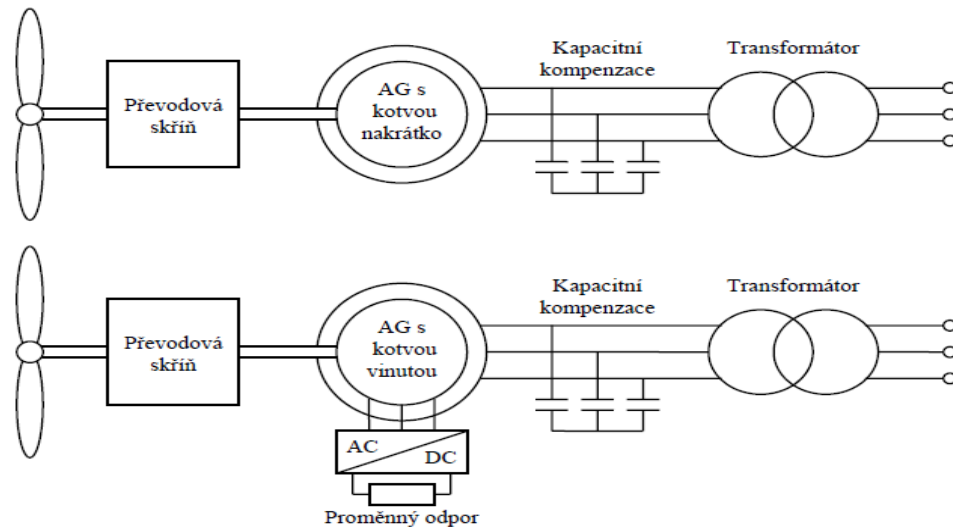 Převodová
skříň
AG s
kotvou
nakrátko
Kapacitní
kompenzace
Transformátor
Převodová
skříň
AG s
kotvou
vinutou
Kapacitní
kompenzace
Transformátor
AC
DC
Proměnný odpor